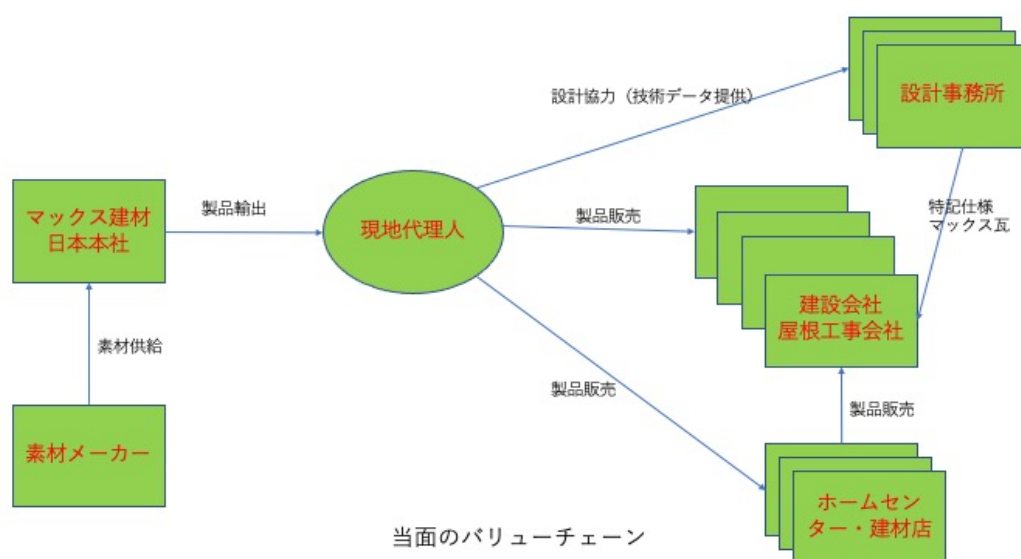 設計事務所
設計協力（技術データ提供）
マックス建材
日本本社
製品輸出
現地代理人
製品販売
特記仕様
マックス瓦
建設会社
屋根工事会社
素材供給
製品販売
製品販売
素材メーカー
ホームセン
ター・建材店
当面のバリューチェーン